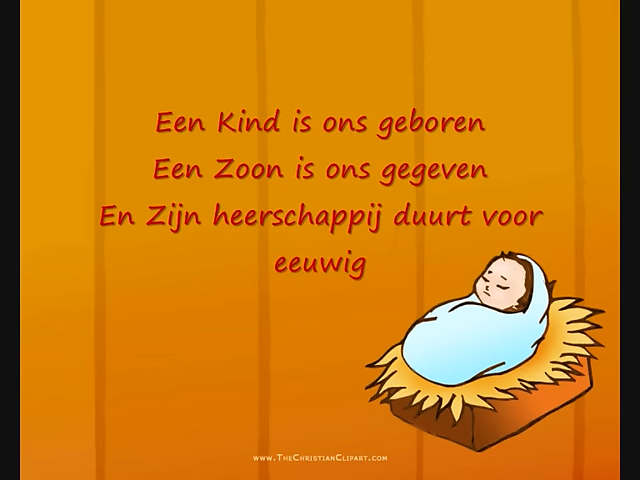 Een Kind is ons geboren
Een Zoon is ons gegeven
En Zijn heerschappij duurt voor
eeuwig
www.TheChristianClipart.com